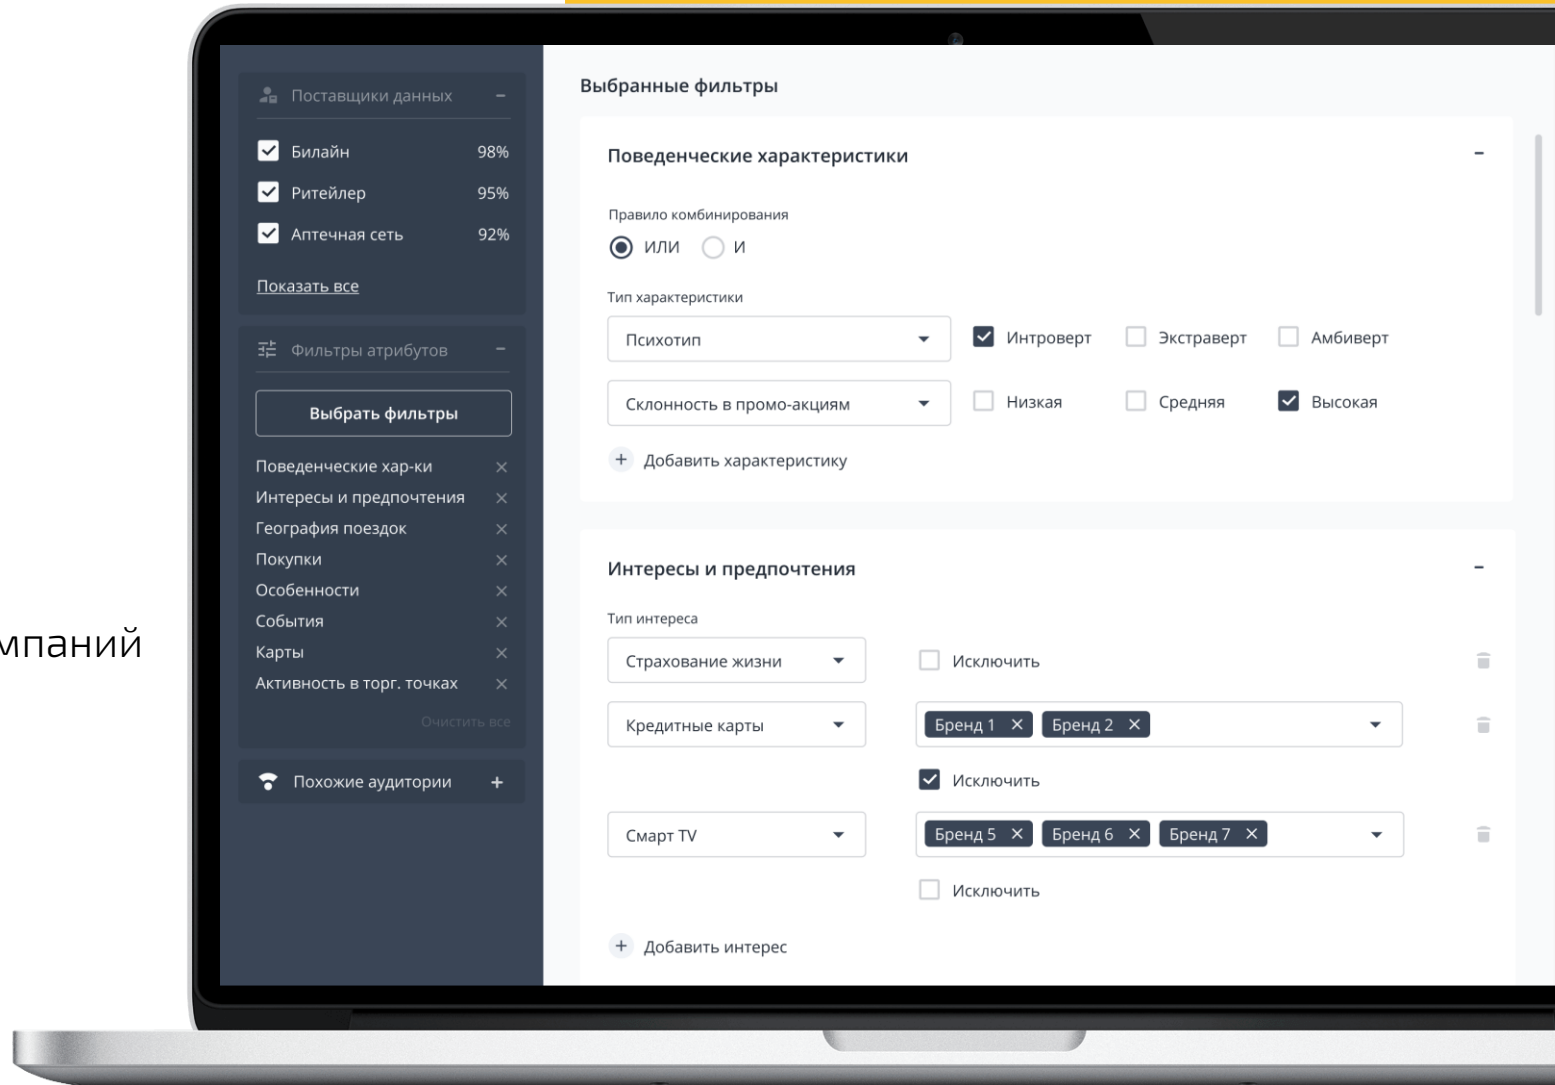 Поставщики данных
Билайн 98%
Ритейлер 95%
Аптечная сеть 92%
Показать все
Фильтры атрибутов
Выбрать фильтры
Поведенческие хар-ки
Интересы и предпочтения
География поездок
Покупки
Особенности
События
Карты
Активность в торг. точках
Очистить все
Похожие аудитории
Выбранные фильтры
Поведенческие характеристики
Правило комбинирования
ИЛИ И
Тип характеристики
Психотип Интроверт Экстраверт Амбиверт
Склонность в промо-акциям Низкая Средняя Высокая
Добавить характеристику
Интересы и предпочтения
Тип интереса
Страхование жизни Исключить
Кредитные карты Бренд 1 Бренд 2
Исключить
Смарт TV Бренд 5 Бренд 6 Бренд 7
Исключить
Добавить интерес